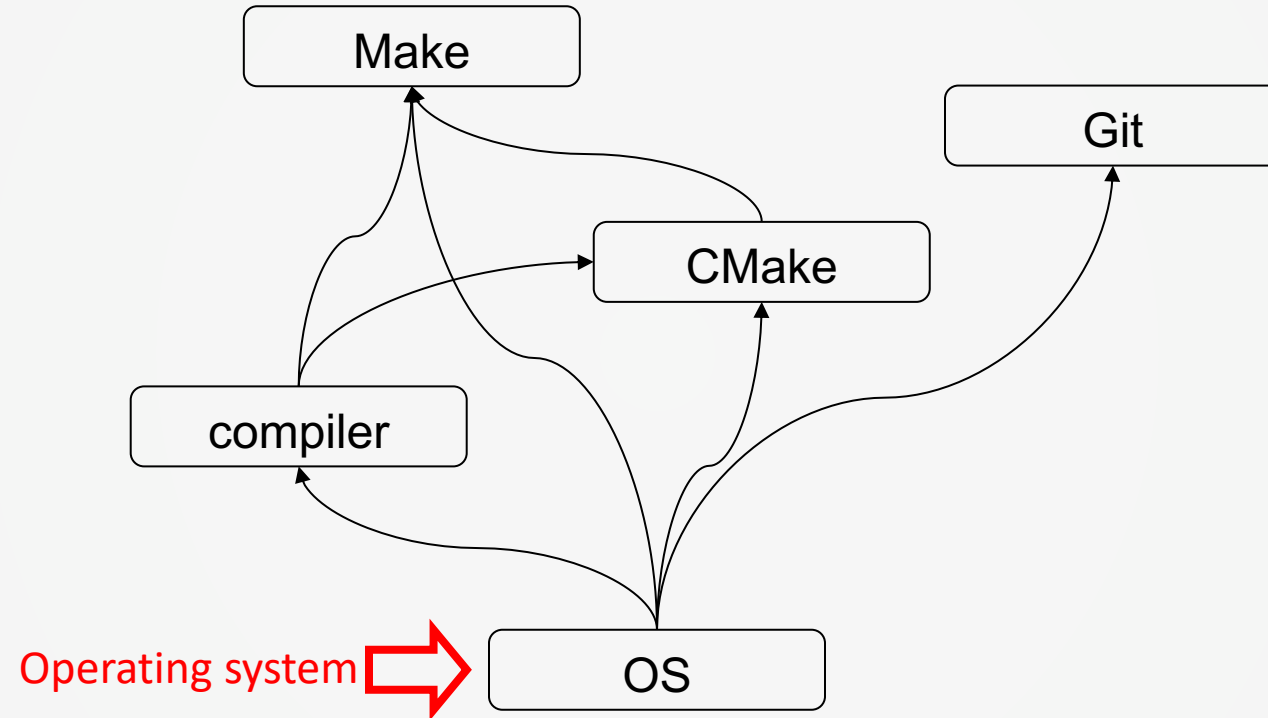 Make
Git
CMake
compiler
Operating system
OS